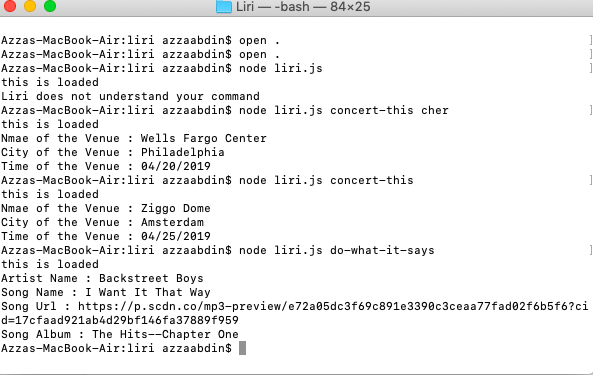 Liri — -bash — 84×25
Azzas-MacBook-Air:liri azzaabdin$ open .
Azzas-MacBook-Air:liri azzaabdin$ open .
Azzas-MacBook-Air:liri azzaabdin$ node liri.js
this is loaded
Liri does not understand your command
Azzas-MacBook-Air:liri azzaabdin$ node liri.js concert-this cher
this is loaded
Nmae of the Venue : Wells Fargo Center
City of the Venue : Philadelphia
Time of the Venue : 04/20/2019
Azzas-MacBook-Air:liri azzaabdin$ node liri.js concert-this
this is loaded
Nmae of the Venue : Ziggo Dome
City of the Venue : Amsterdam
Time of the Venue : 04/25/2019
Azzas-MacBook-Air:liri azzaabdin$ node liri.js do-what-it-says
this is loaded
Artist Name : Backstreet Boys
Song Name : I Want It That Way
Song Url : https://p.scdn.co/mp3-preview/e72a05dc3f69c891e3390c3ceaa77fad02f6b5f6?ci
d=17cfaad921ab4d29bf146fa37889f959
Song Album : The Hits--Chapter One
Azzas-MacBook-Air:liri azzaabdin$